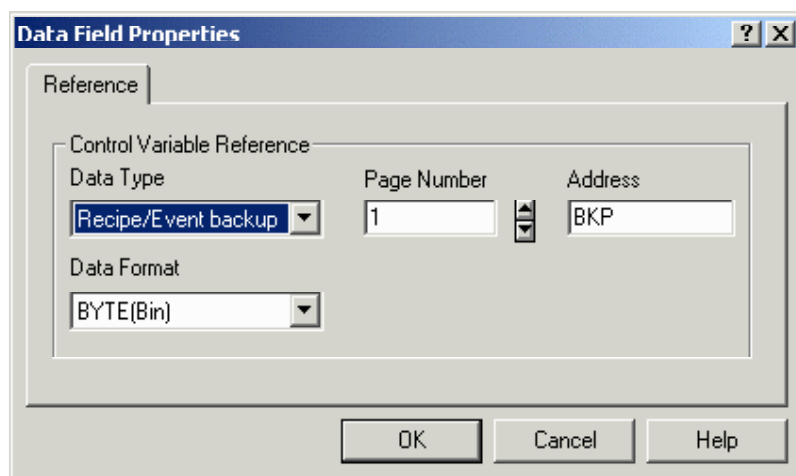 Data Field Properties
Reference
Control Variable Reference
Data Type Page Number Address
Recipe/Event backup 1 BKP
Data Format
BYTE(Bin)
OK Cancel Help